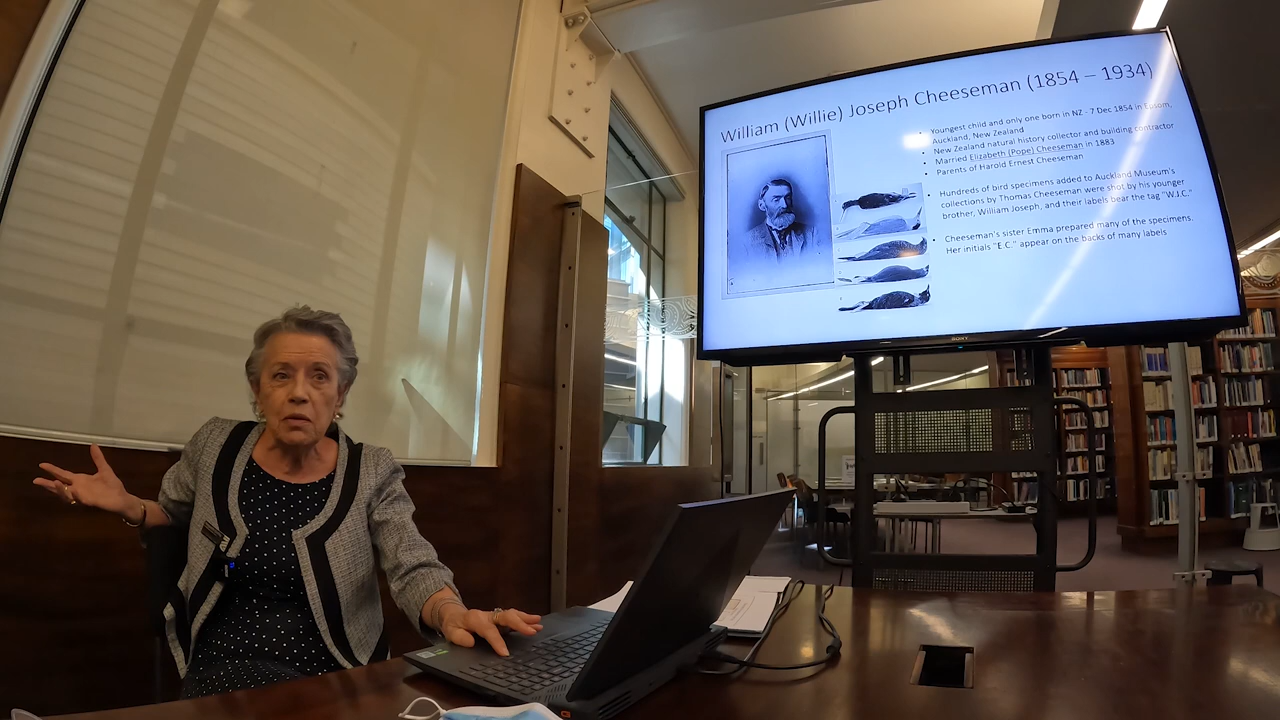 William (Willie) Joseph Cheeseman (1854 – 1934)
Youngest child and only one born in NZ - 7 Dec 1854 in Epsom,
Auckland, New Zealand
New Zealand natural history collector and building contractor
Married Elizabeth (Pope) Cheeseman in 1883
Parents of Harold Ernest Cheeseman
Hundreds of bird specimens added to Auckland Museum's
collections by Thomas Cheeseman were shot by his younger
brother, William Joseph, and their labels bear the tag "W.J.C."
Cheeseman's sister Emma prepared many of the specimens.
Her initials "E.C." appear on the backs of many labels
SONY